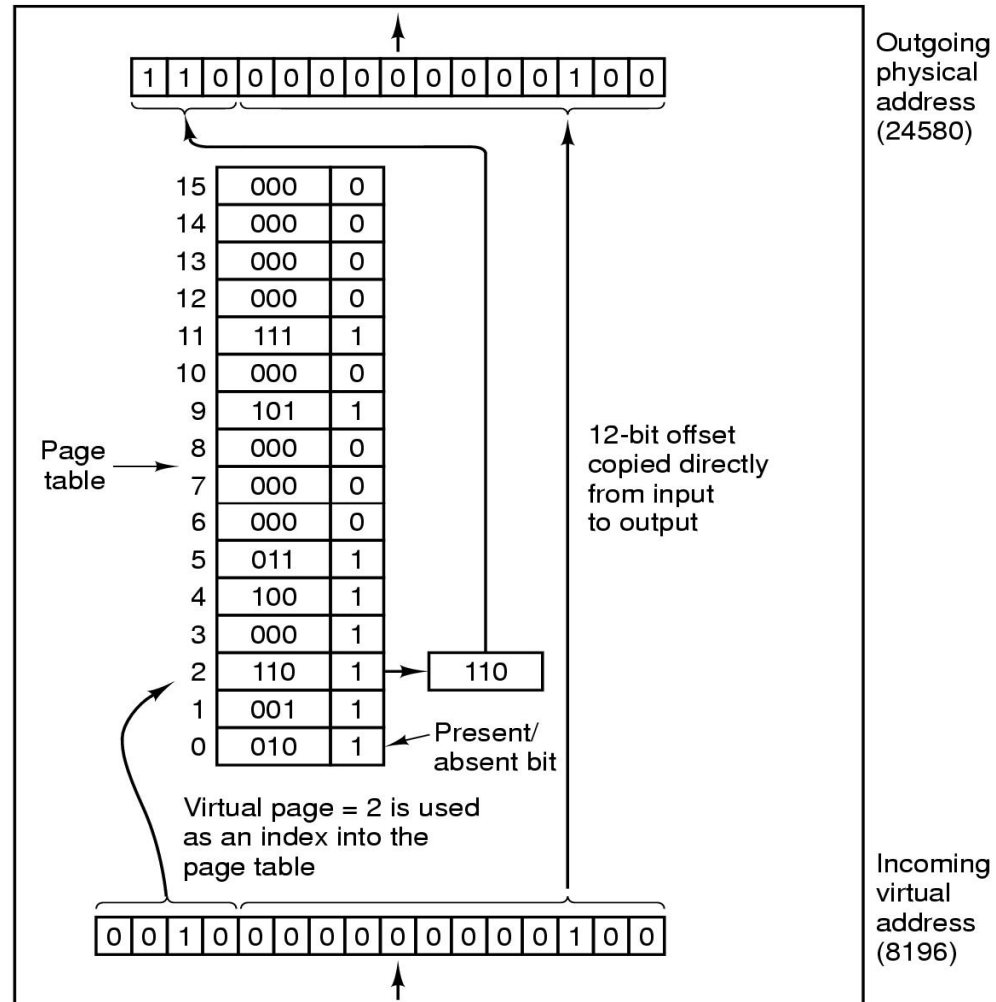 1 1 0 0 0 0 0 0 0 0 0 0 1 0 0
Outgoing
physical
address
(24580)
15 000 0
14 000 0
13 000 0
12 000 0
11 111 1
10 000 0
9 101 1
8 000 0
7 000 0
6 000 0
5 011 1
4 100 1
3 000 1
2 110 1 110
1 001 1
0 010 1
Page
table
12-bit offset
copied directly
from input
to output
Present/
absent bit
Virtual page = 2 is used
as an index into the
page table
0 0 1 0 0 0 0 0 0 0 0 0 0 1 0 0
Incoming
virtual
address
(8196)